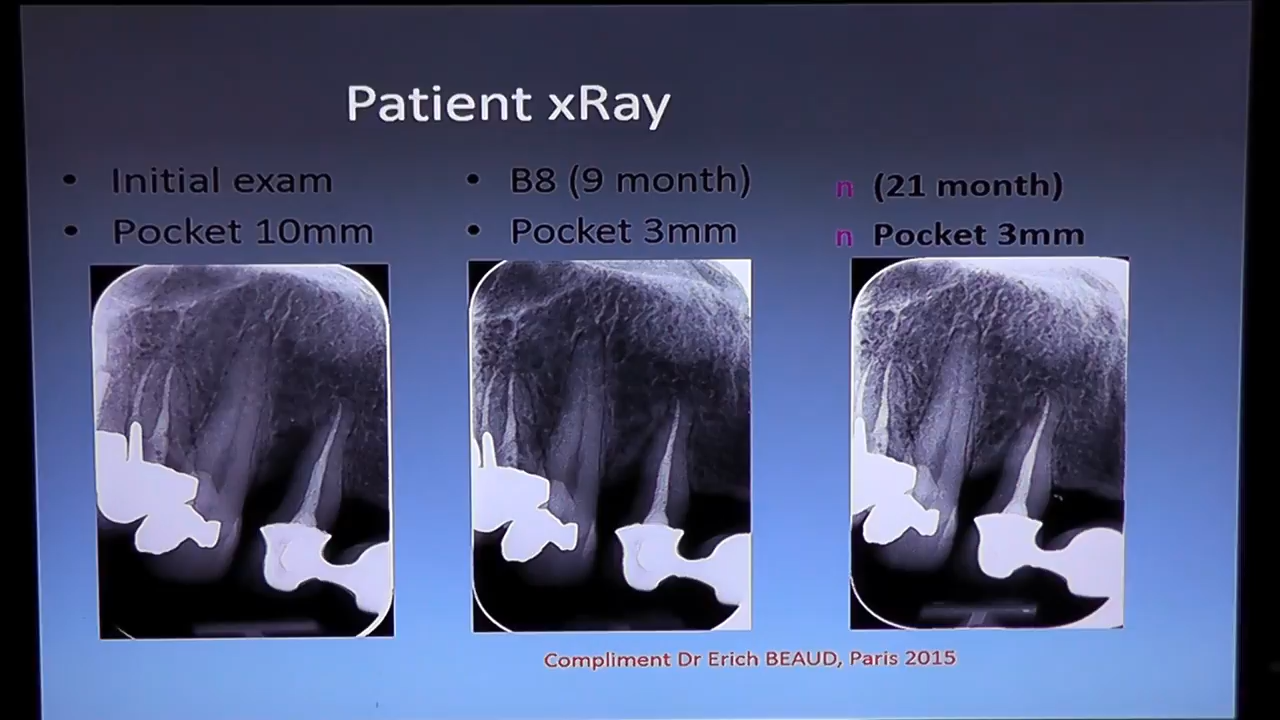 Patient xRay
• Initial exam
• Pocket 10mm
• B8 (9 month)
• Pocket 3mm
n (21 month)
n Pocket 3mm
Compliment Dr Erich BEAUD, Paris 2015